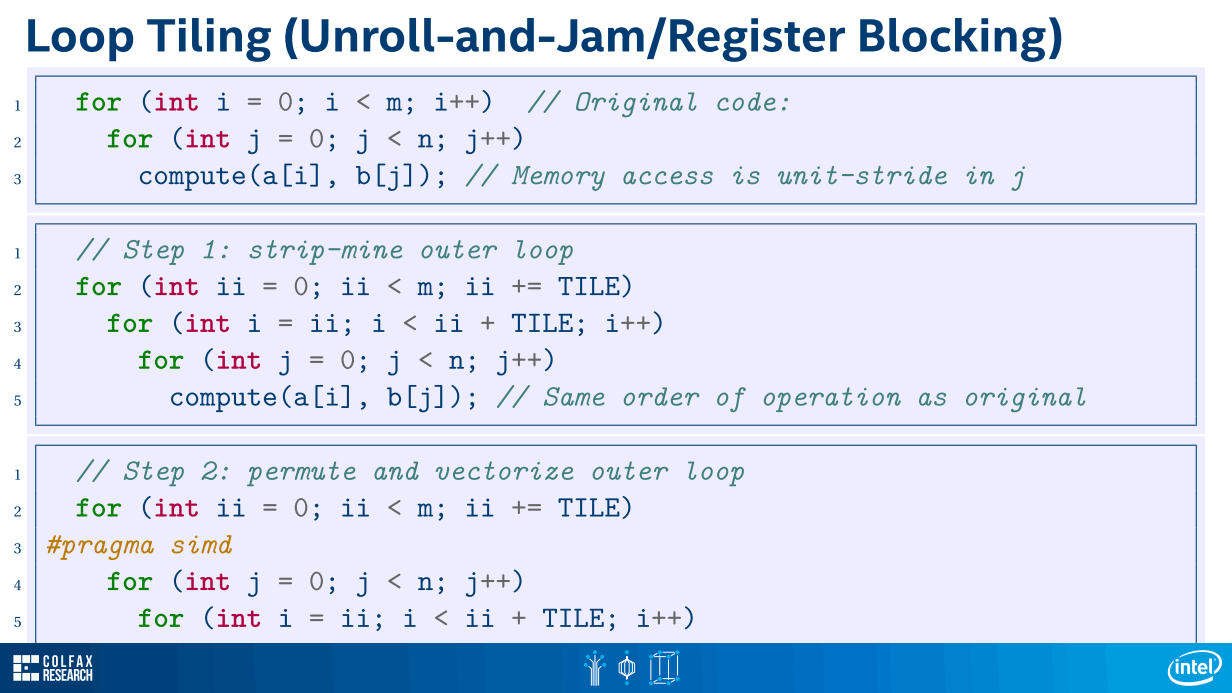 Loop Tiling (Unroll-and-Jam/Register Blocking)
1 for (int i = 0; i < m; i++) // Original code:
2 for (int j = 0; j < n; j++)
3 compute(a[i], b[j]); // Memory access is unit-stride in j
1 // Step 1: strip-mine outer loop
2 for (int ii = 0; ii < m; ii += TILE)
3 for (int i = ii; i < ii + TILE; i++)
4 for (int j = 0; j < n; j++)
5 compute(a[i], b[j]); // Same order of operation as original
1 // Step 2: permute and vectorize outer loop
2 for (int ii = 0; ii < m; ii += TILE)
3 #pragma simd
4 for (int j = 0; j < n; j++)
5 for (int i = ii; i < ii + TILE; i++)
COLFAX
RESEARCH
intel